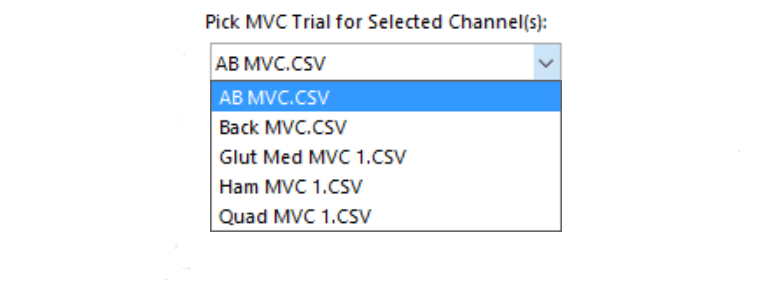 Pick MVC Trial for Selected Channel(s):
AB MVC.CSV
AB MVC.CSV
Back MVC.CSV
Glut Med MVC 1.CSV
Ham MVC 1.CSV
Quad MVC 1.CSV